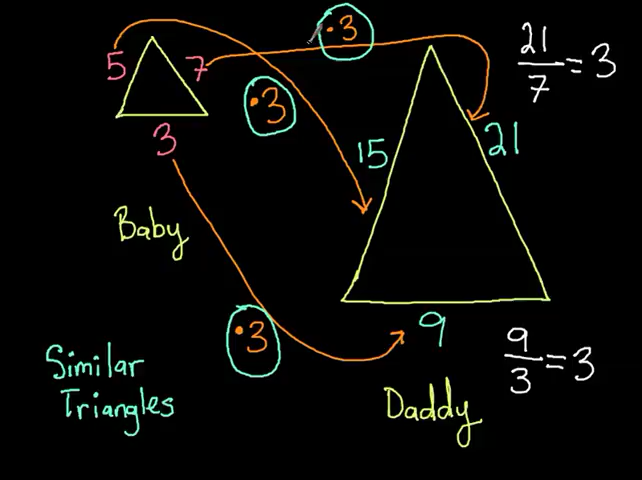 ·3
5
7
21/7=3
·3
3
15
21
Baby
·3
9
9/3=3
Similar
Triangles
Daddy